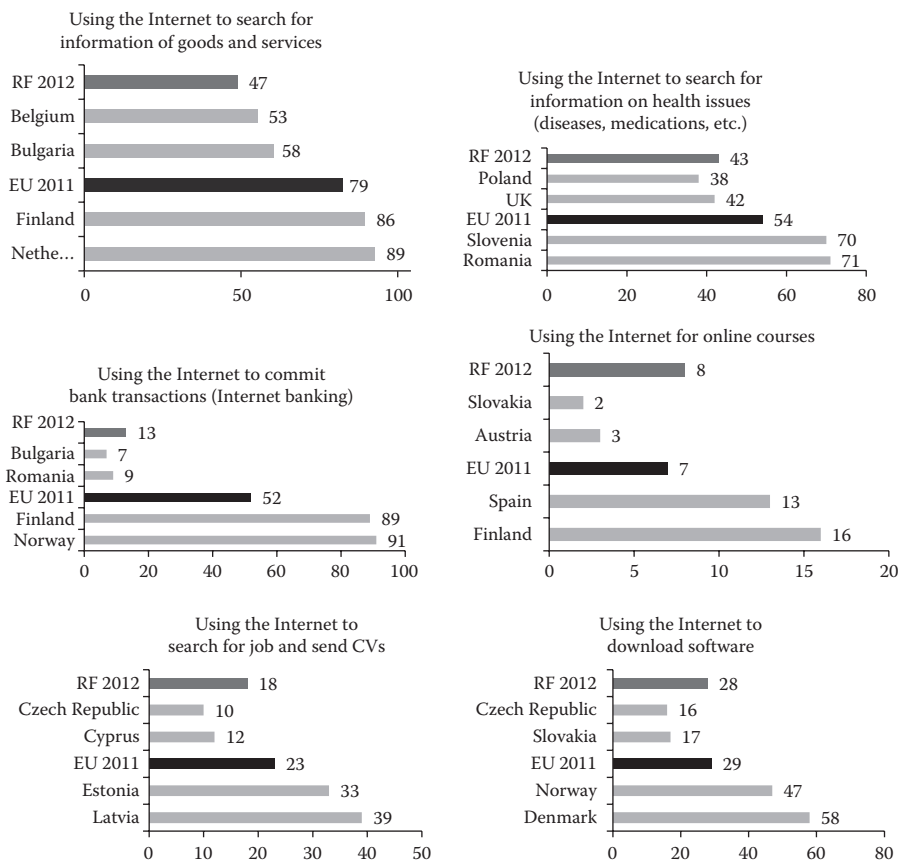 Using the Internet to search for
information of goods and services
RF 2012
47
Belgium
53
Bulgaria
58
EU 2011
79
Finland
86
Nethe...
89
0 50 100
Using the Internet to search for
information on health issues
(diseases, medications, etc.)
RF 2012
43
Poland
38
UK
42
EU 2011
54
Slovenia
70
Romania
71
0 20 40 60 80
Using the Internet to commit
bank transactions (Internet banking)
RF 2012
13
Bulgaria
7
Romania
9
EU 2011
52
Finland
89
Norway
91
0 20 40 60 80 100
Using the Internet for online courses
RF 2012
8
Slovakia
2
Austria
3
EU 2011
7
Spain
13
Finland
16
0 5 10 15 20
Using the Internet to
search for job and send CVs
RF 2012
18
Czech Republic
10
Cyprus
12
EU 2011
23
Estonia
33
Latvia
39
0 10 20 30 40 50
Using the Internet to
download software
RF 2012
28
Czech Republic
16
Slovakia
17
EU 2011
29
Norway
47
Denmark
58
0 20 40 60 80